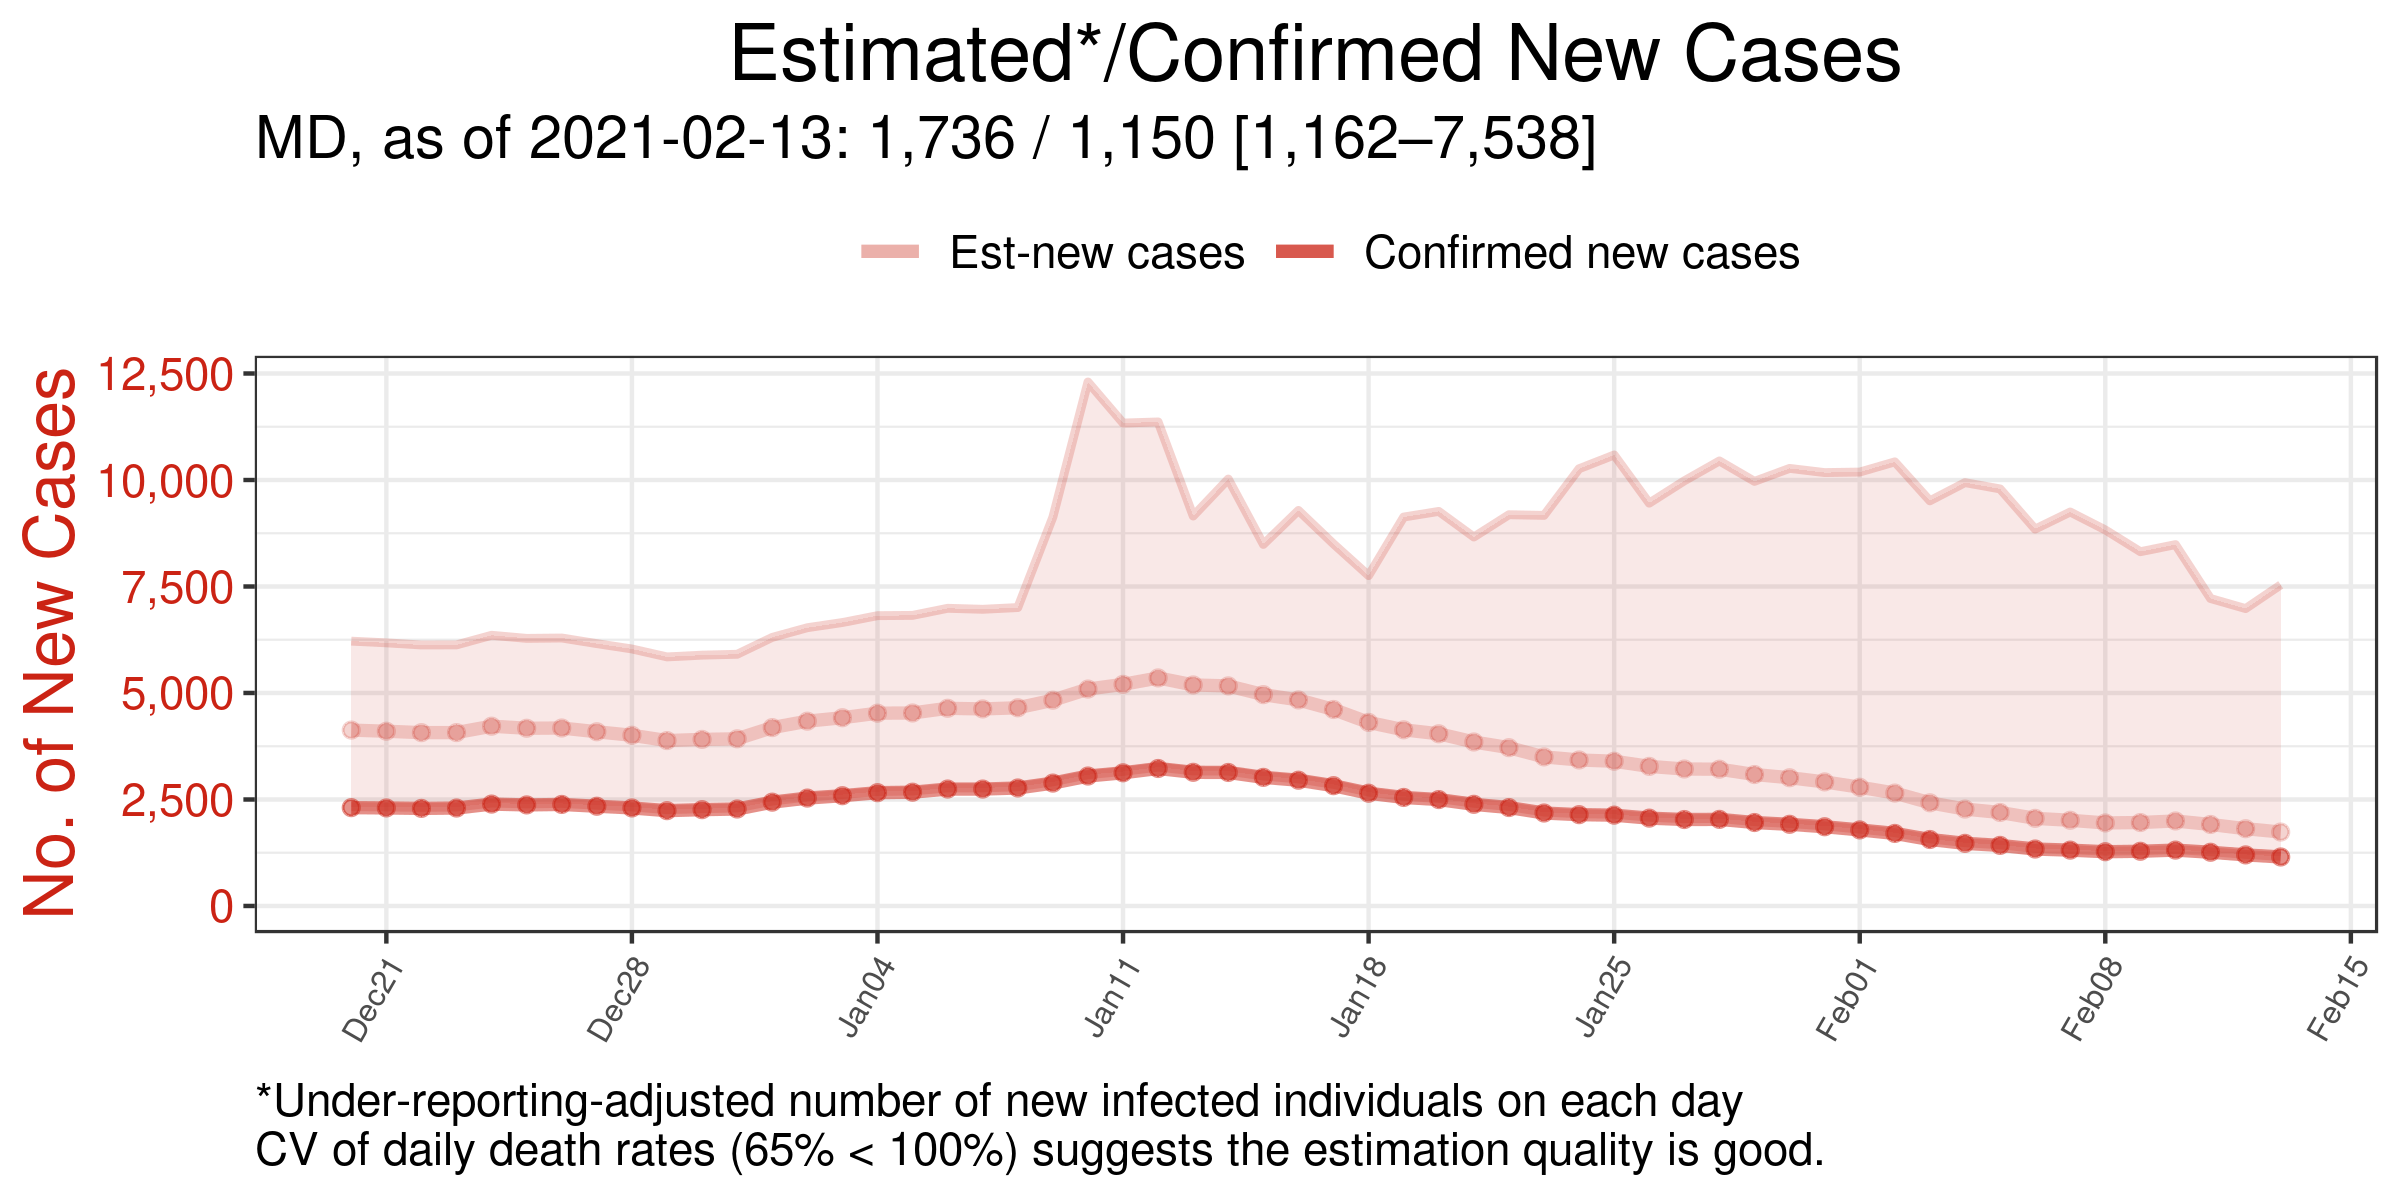 Estimated*/Confirmed New Cases
MD, as of 2021-02-13: 1,736 / 1,150 [1,162–7,538]
Est-new cases
Confirmed new cases
No. of New Cases
12,500
10,000
7,500
5,000
2,500
0
Dec21
Dec28
Jan04
Jan11
Jan18
Jan25
Feb01
Feb08
Feb15
*Under-reporting-adjusted number of new infected individuals on each day
CV of daily death rates (65% < 100%) suggests the estimation quality is good.